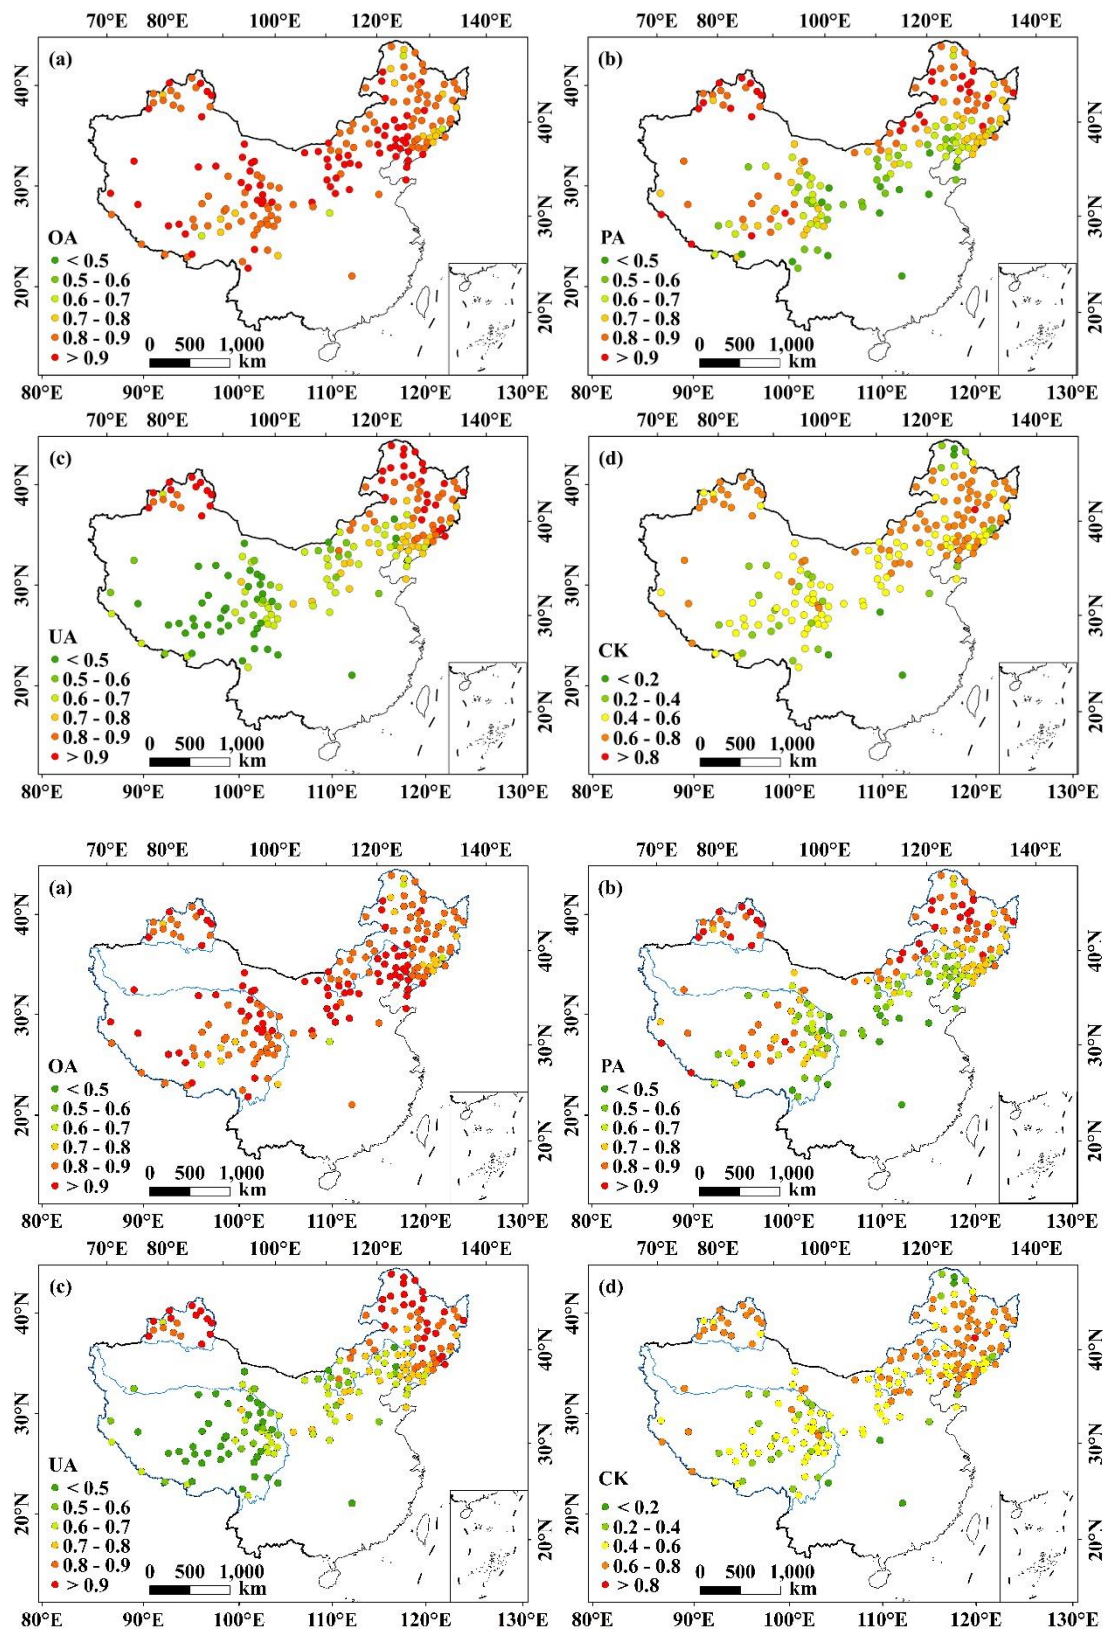 70°E 80°E 100°E 120°E 140°E 70°E 80°E 100°E 120°E 140°E
(a) (b)
40°N 40°N 40°N 40°N
30°N 30°N 30°N 30°N
20°N 20°N 20°N 20°N
OA PA
< 0.5 < 0.5
0.5 - 0.6 0.5 - 0.6
0.6 - 0.7 0.6 - 0.7
0.7 - 0.8 0 500 1,000 0.7 - 0.8 0 500 1,000
0.8 - 0.9 km 0.8 - 0.9 km
> 0.9 > 0.9
80°E 90°E 100°E 110°E 120°E 130°E 80°E 90°E 100°E 110°E 120°E 130°E
70°E 80°E 100°E 120°E 140°E 70°E 80°E 100°E 120°E 140°E
(c) (d)
40°N 40°N 40°N 40°N
30°N 30°N 30°N 30°N
20°N 20°N 20°N 20°N
UA CK
< 0.5 < 0.2
0.5 - 0.6 0.2 - 0.4
0.6 - 0.7 0.4 - 0.6
0.7 - 0.8 0 500 1,000 0.6 - 0.8 0 500 1,000
0.8 - 0.9 km > 0.8 km
> 0.9
80°E 90°E 100°E 110°E 120°E 130°E 80°E 90°E 100°E 110°E 120°E 130°E
70°E 80°E 100°E 120°E 140°E 70°E 80°E 100°E 120°E 140°E
(a) (b)
40°N 40°N 40°N 40°N
30°N 30°N 30°N 30°N
20°N 20°N 20°N 20°N
OA PA
< 0.5 < 0.5
0.5 - 0.6 0.5 - 0.6
0.6 - 0.7 0.6 - 0.7
0.7 - 0.8 0 500 1,000 0.7 - 0.8 0 500 1,000
0.8 - 0.9 km 0.8 - 0.9 km
> 0.9 > 0.9
80°E 90°E 100°E 110°E 120°E 130°E 80°E 90°E 100°E 110°E 120°E 130°E
70°E 80°E 100°E 120°E 140°E 70°E 80°E 100°E 120°E 140°E
(c) (d)
40°N 40°N 40°N 40°N
30°N 30°N 30°N 30°N
20°N 20°N 20°N 20°N
UA CK
< 0.5 < 0.2
0.5 - 0.6 0.2 - 0.4
0.6 - 0.7 0.4 - 0.6
0.7 - 0.8 0 500 1,000 0.6 - 0.8 0 500 1,000
0.8 - 0.9 km > 0.8 km
> 0.9
80°E 90°E 100°E 110°E 120°E 130°E 80°E 90°E 100°E 110°E 120°E 130°E